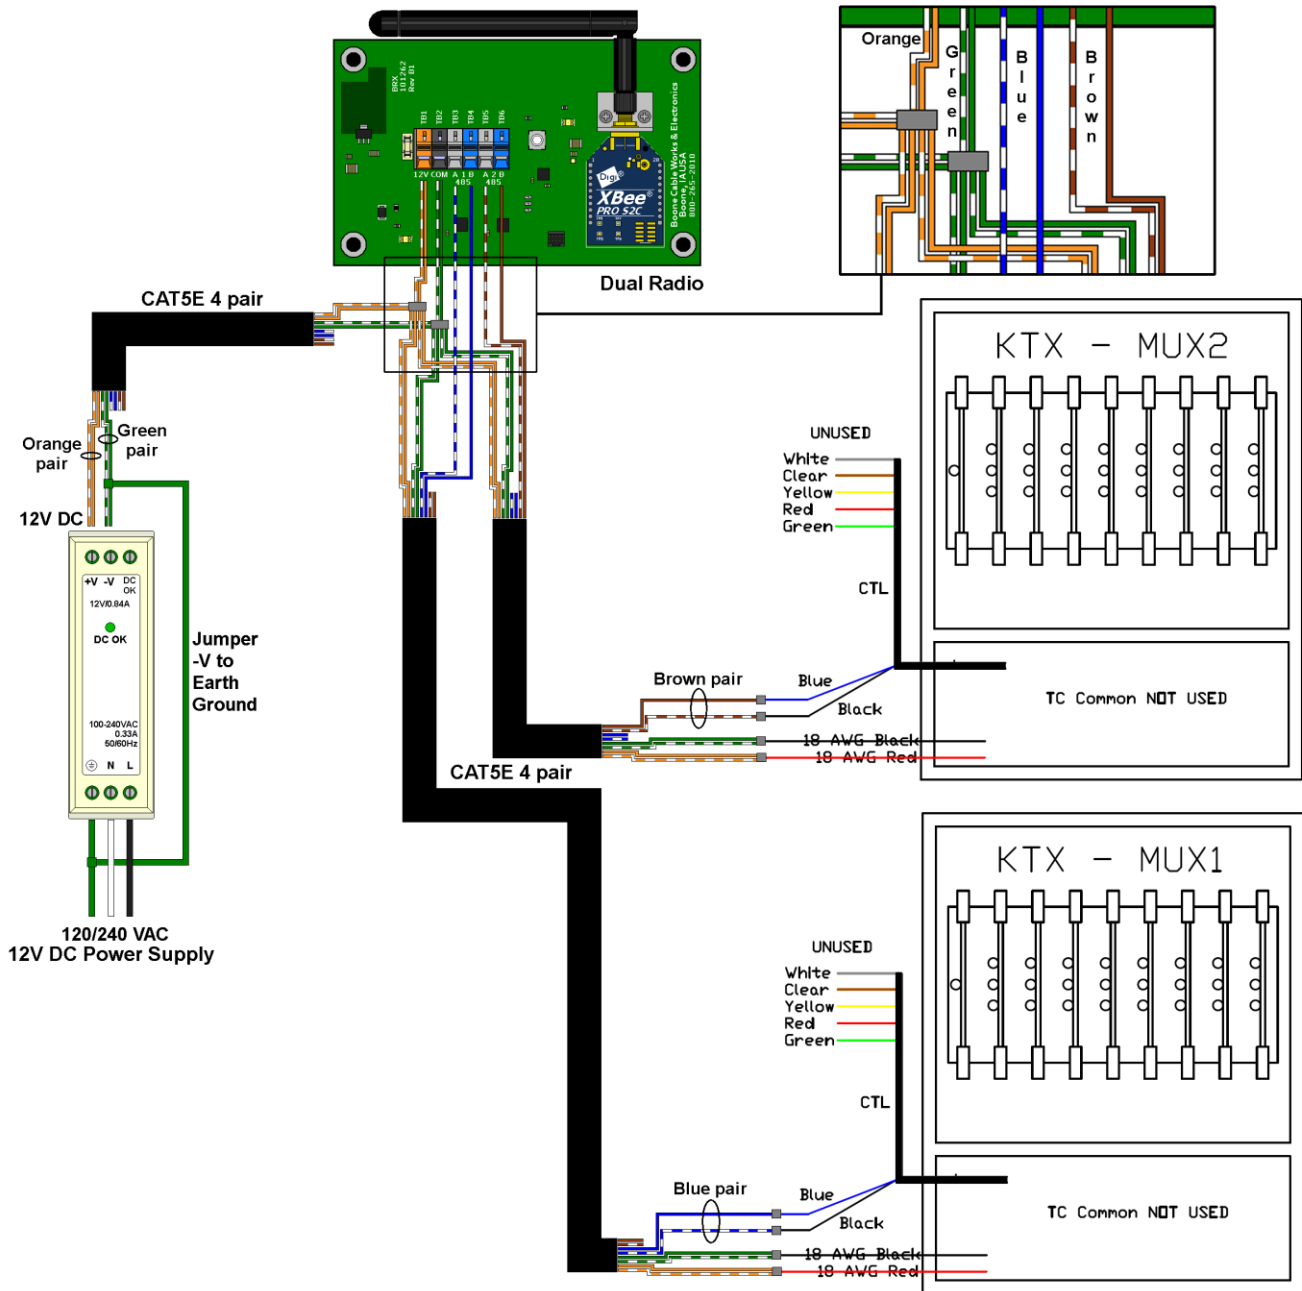 BRX
101262
Rev B1
TB1 TB2 TB3 TB4 TB5 TB6
12V COM A 1 B A 2 B
485 485
1 20
Digi®
XBee®
PRO S2C
Boone Cable Works & Electronics
Boone, IA USA
800-265-2010
Dual Radio
Orange
Green
Blue
Brown
CAT5E 4 pair
Orange
pair
Green
pair
12V DC
+V -V DC
OK
12V/0.84A
DC OK
100-240VAC
0.33A
50/60Hz
N L
Jumper
-V to
Earth
Ground
120/240 VAC
12V DC Power Supply
KTX - MUX2
UNUSED
White
Clear
Yellow
Red
Green
CTL
Brown pair
Blue
Black
18 AWG Black
18 AWG Red
TC Common NOT USED
CAT5E 4 pair
KTX - MUX1
UNUSED
White
Clear
Yellow
Red
Green
CTL
Blue pair
Blue
Black
18 AWG Black
18 AWG Red
TC Common NOT USED